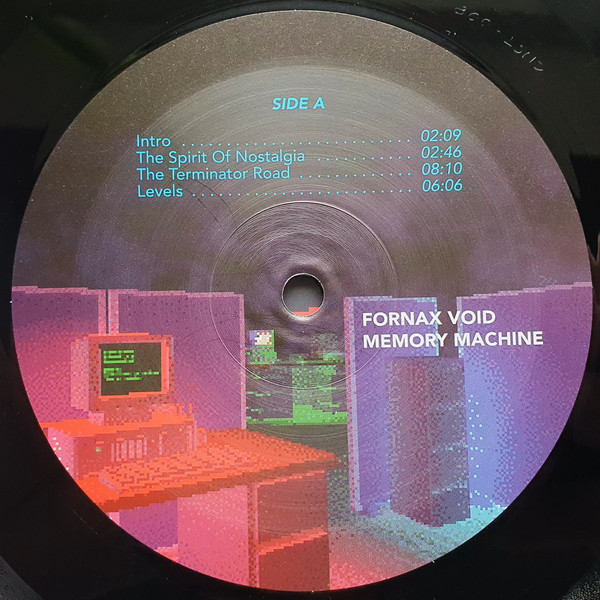 SIDE A
Intro ........................ 02:09
The Spirit Of Nostalgia ........... 02:46
The Terminator Road ............ 08:10
Levels ....................... 06:06
FORNAX VOID
MEMORY MACHINE